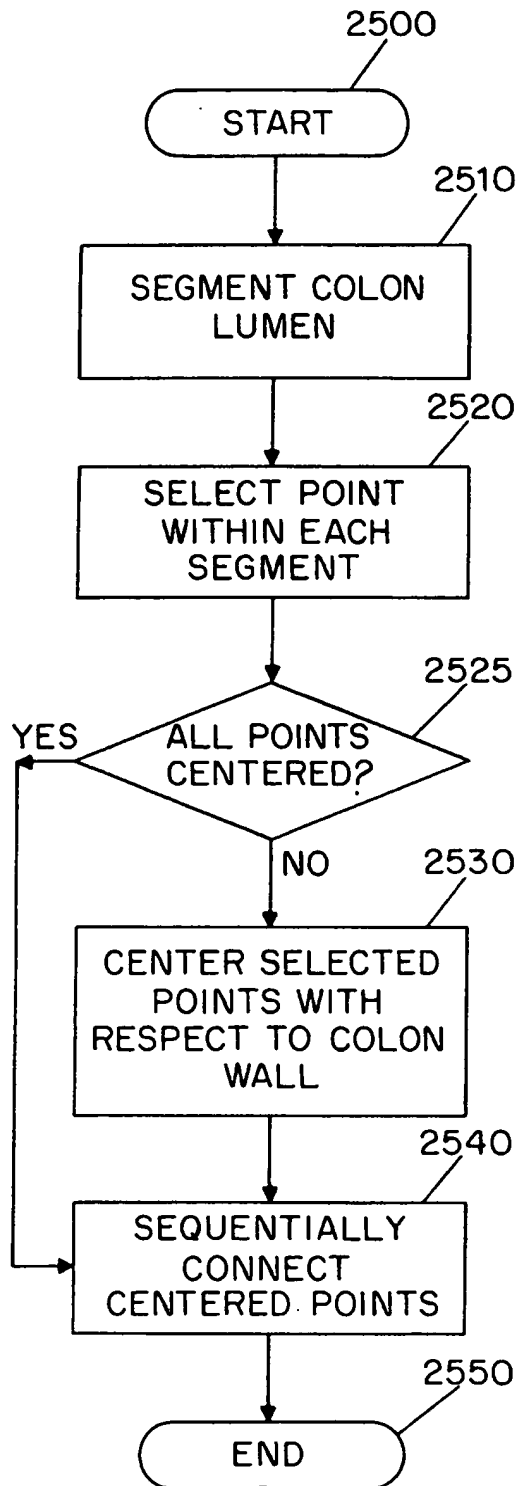 2500
START
2510
SEGMENT COLON
LUMEN
2520
SELECT POINT
WITHIN EACH
SEGMENT
2525
YES
ALL POINTS
CENTERED?
NO
2530
CENTER SELECTED
POINTS WITH
RESPECT TO COLON
WALL
2540
SEQUENTIALLY
CONNECT
CENTERED POINTS
2550
END